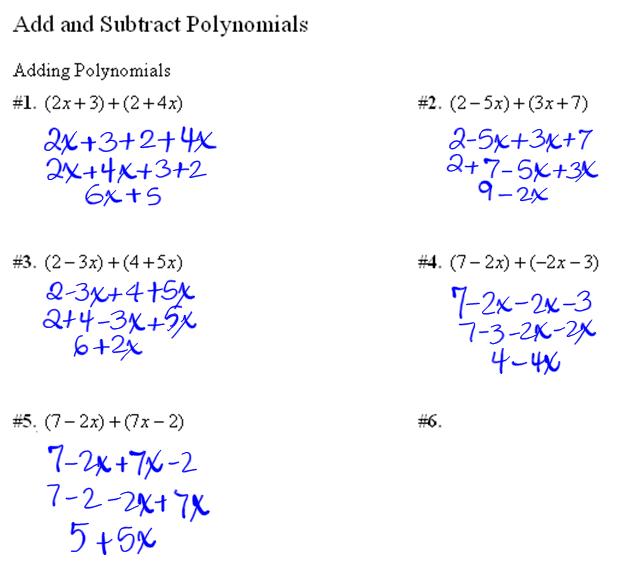 Add and Subtract Polynomials
Adding Polynomials
#1. (2x+3)+(2+4x)
2x+3+2+4x
2x+4x+3+2
6x+5
#2. (2−5x)+(3x+7)
2-5x+3x+7
2+7-5x+3x
9-2x
#3. (2−3x)+(4+5x)
2-3x+4+5x
2+4-3x+5x
6+2x
#4. (7−2x)+(−2x−3)
7-2x-2x-3
7-3-2x-2x
4-4x
#5. (7−2x)+(7x−2)
7-2x+7x-2
7-2-2x+7x
5+5x
#6.